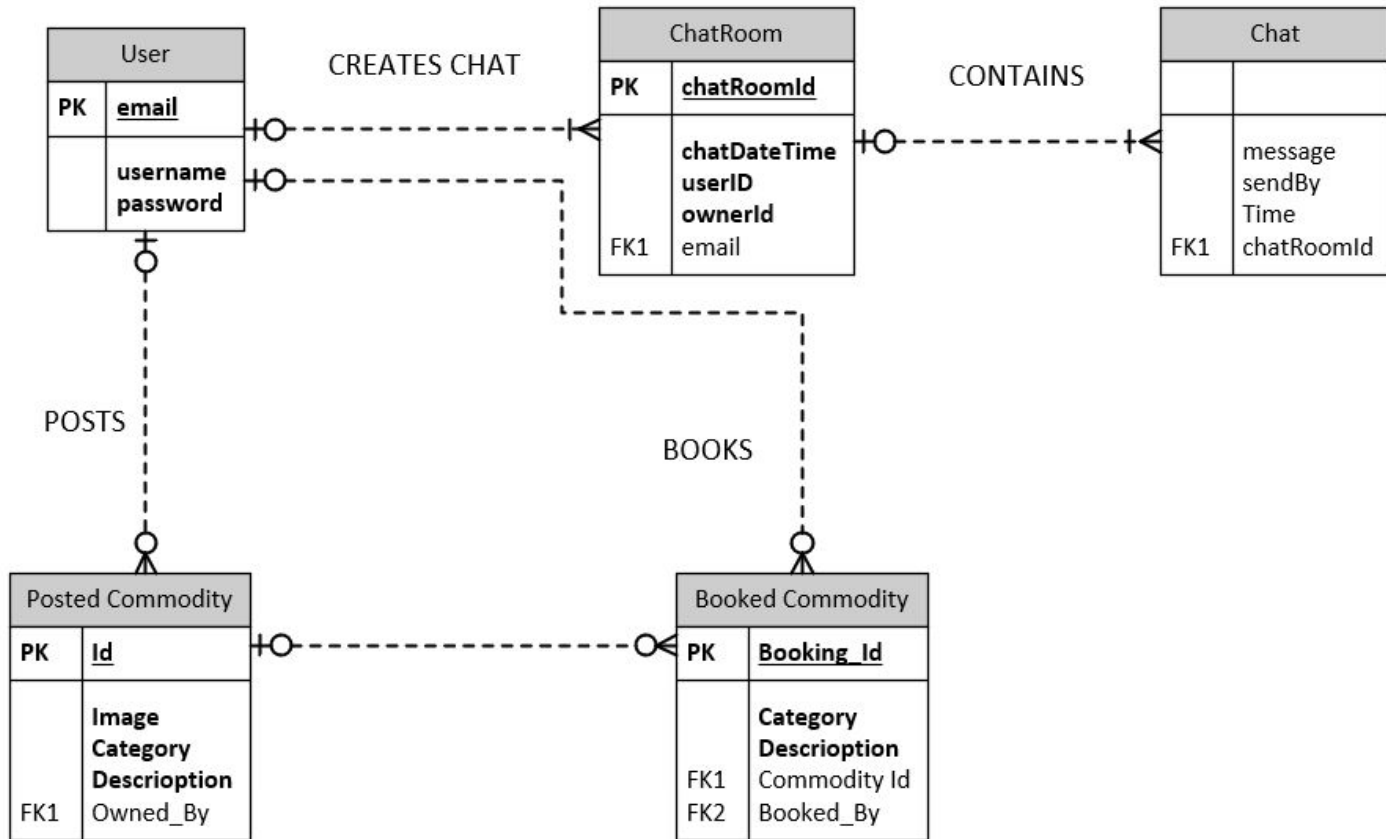 User
PK email
username
password
CREATES CHAT
ChatRoom
PK chatRoomId
chatDateTime
userID
ownerId
FK1 email
CONTAINS
Chat
message
sendBy
Time
FK1 chatRoomId
POSTS
BOOKS
Posted Commodity
PK Id
Image
Category
Descrioption
FK1 Owned_By
Booked Commodity
PK Booking_Id
Category
Descrioption
FK1 Commodity Id
FK2 Booked_By